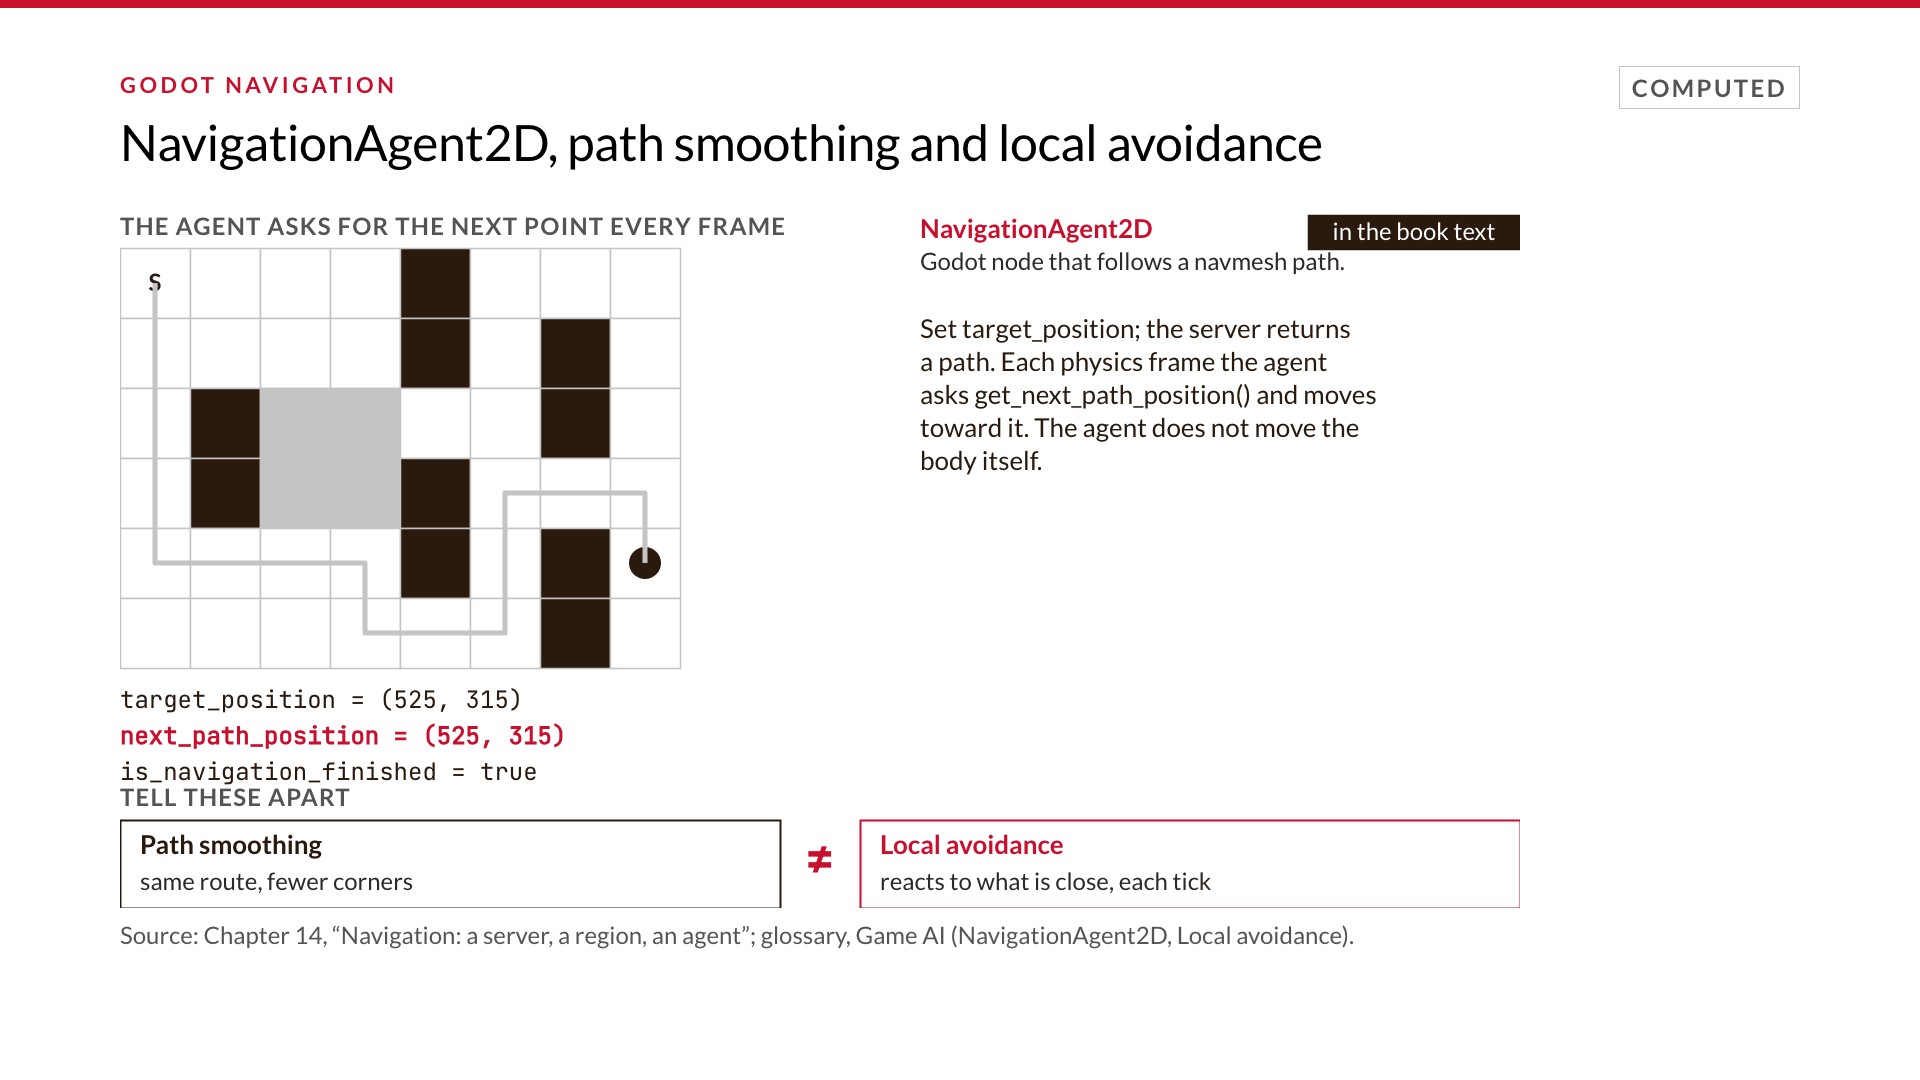 GODOT NAVIGATION
COMPUTED
NavigationAgent2D, path smoothing and local avoidance
THE AGENT ASKS FOR THE NEXT POINT EVERY FRAME
S
target_position = (525, 315)
next_path_position = (525, 315)
is_navigation_finished = true
NavigationAgent2D
in the book text
Godot node that follows a navmesh path.
Set target_position; the server returns
a path. Each physics frame the agent
asks get_next_path_position() and moves
toward it. The agent does not move the
body itself.
TELL THESE APART
Path smoothing
same route, fewer corners
≠
Local avoidance
reacts to what is close, each tick
Source: Chapter 14, “Navigation: a server, a region, an agent”; glossary, Game AI (NavigationAgent2D, Local avoidance).